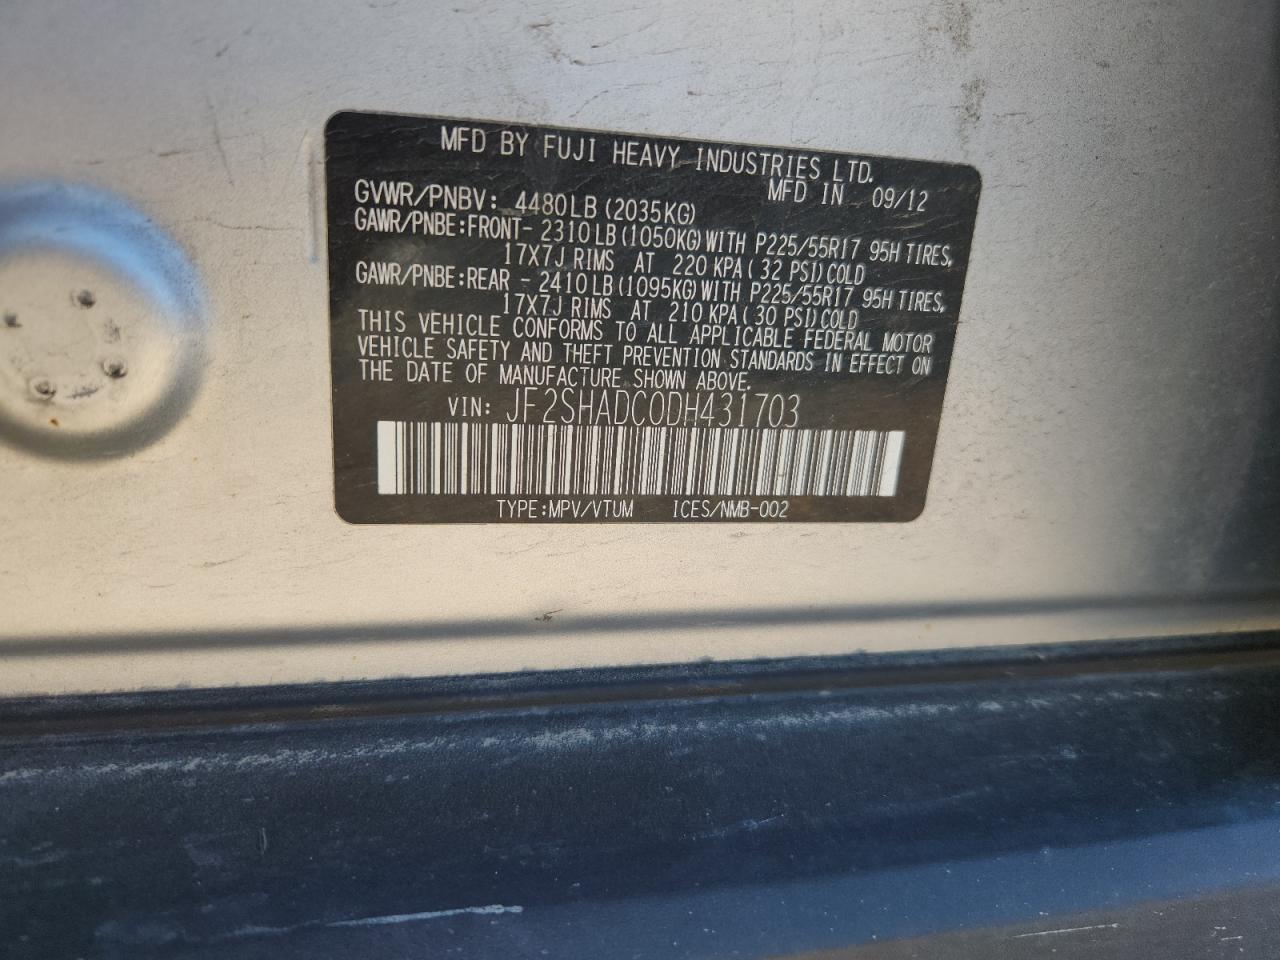 MFD BY FUJI HEAVY INDUSTRIES LTD.
MFD IN 09/12
GVWR/PNBV: 4480LB (2035KG)
GAWR/PNBE:FRONT- 2310LB(1050KG)WITH P225/55R17 95H TIRES,
17X7J RIMS AT 220 KPA(32 PSI)COLD
GAWR/PNBE:REAR - 2410LB(1095KG)WITH P225/55R17 95H TIRES,
17X7J RIMS AT 210 KPA(30 PSI)COLD
THIS VEHICLE CONFORMS TO ALL APPLICABLE FEDERAL MOTOR
VEHICLE SAFETY AND THEFT PREVENTION STANDARDS IN EFFECT ON
THE DATE OF MANUFACTURE SHOWN ABOVE.
VIN: JF2SHADC0DH431703
TYPE:MPV/VTUM ICES/NMB-002